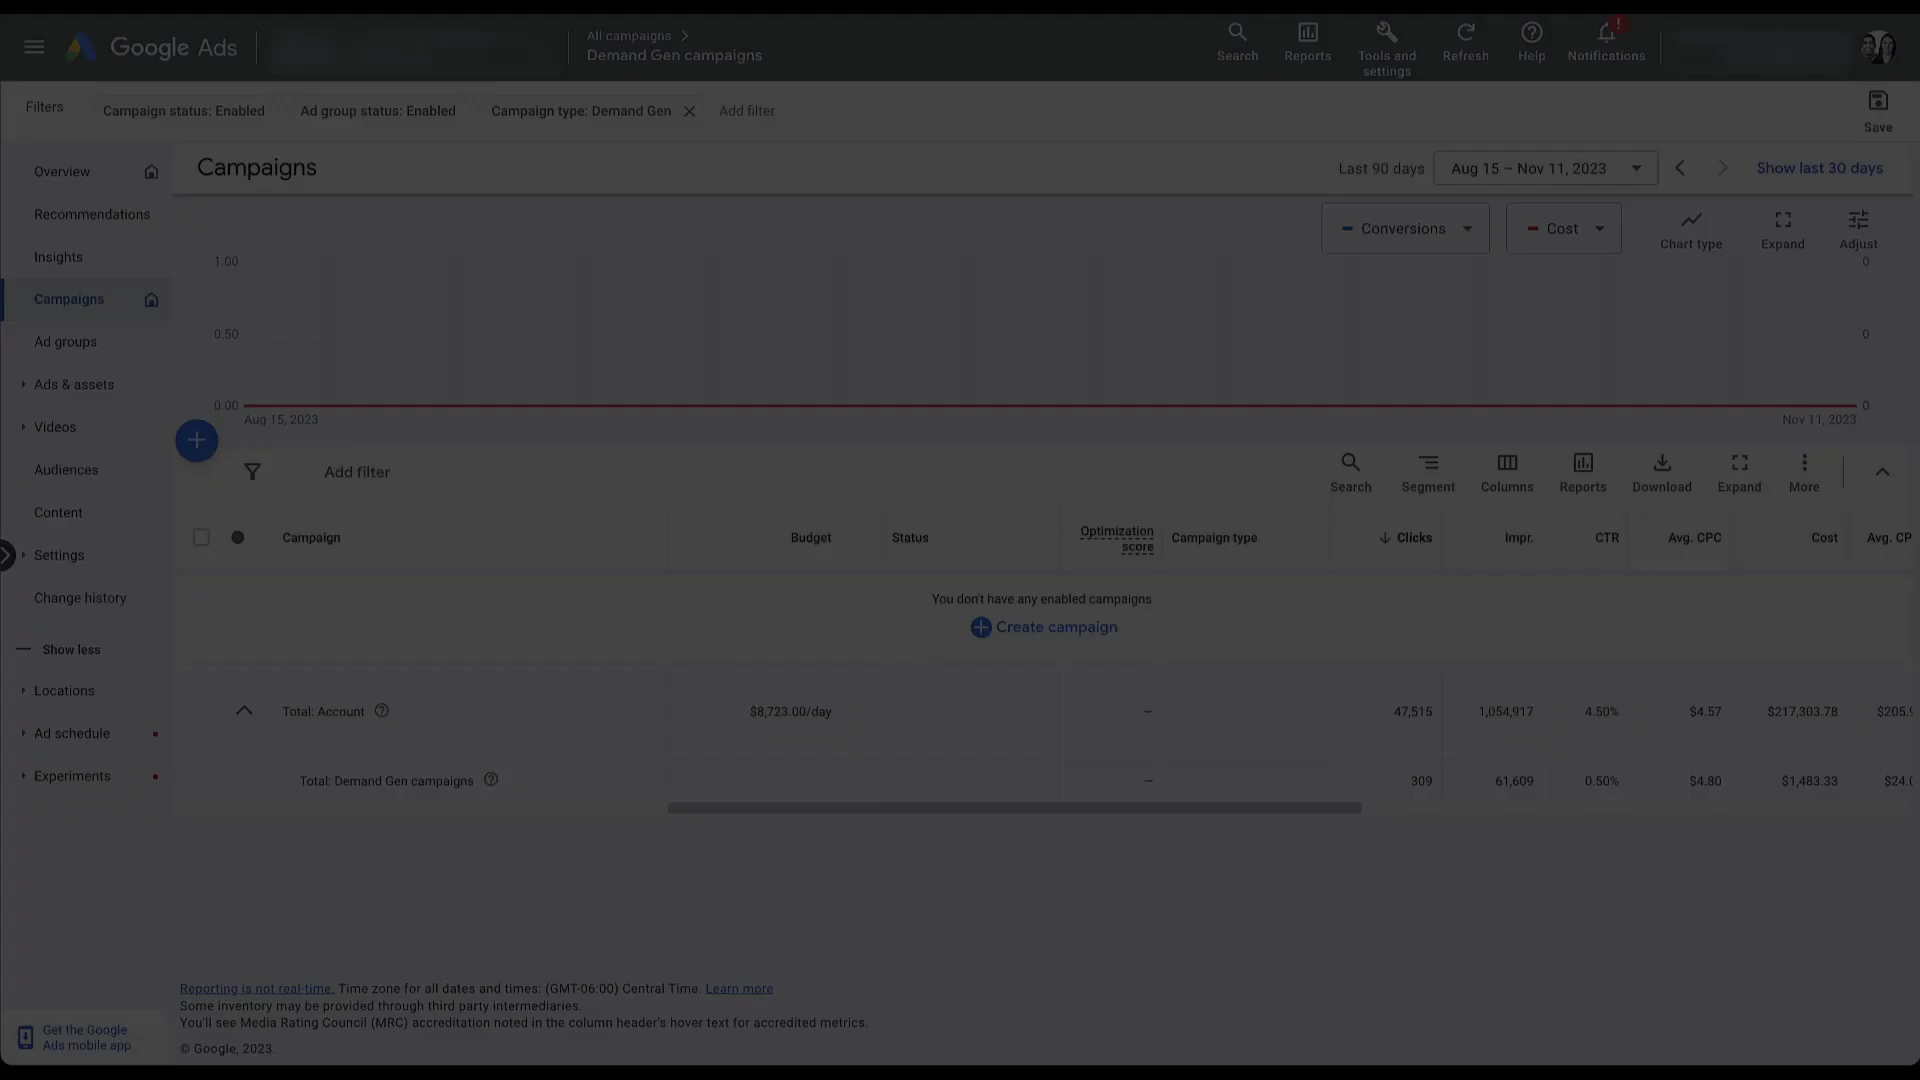 Google Ads
All campaigns
Demand Gen campaigns
Search
Reports
Tools and settings
Refresh
Help
!
Notifications
Filters
Campaign status: Enabled
Ad group status: Enabled
Campaign type: Demand Gen
Add filter
Save
Overview
Recommendations
Insights
Campaigns
Ad groups
Ads & assets
Videos
Audiences
Content
Settings
Change history
Show less
Locations
Ad schedule
Experiments
Get the Google
Ads mobile app
Campaigns
Last 90 days
Aug 15 – Nov 11, 2023
Show last 30 days
Conversions
Cost
Chart type
Expand
Adjust
1.00
0
0.50
0
0.00
0
Aug 15, 2023
Nov 11, 2023
Add filter
Search
Segment
Columns
Reports
Download
Expand
More
Campaign
Budget
Status
Optimization
score
Campaign type
Clicks
Impr.
CTR
Avg. CPC
Cost
Avg. CP
You don't have any enabled campaigns
Create campaign
Total: Account
$8,723.00/day
–
47,515
1,054,917
4.50%
$4.57
$217,303.78
$205.9
Total: Demand Gen campaigns
–
309
61,609
0.50%
$4.80
$1,483.33
$24.0
Reporting is not real-time. Time zone for all dates and times: (GMT-06:00) Central Time. Learn more
Some inventory may be provided through third party intermediaries.
You'll see Media Rating Council (MRC) accreditation noted in the column header's hover text for accredited metrics.
© Google, 2023.